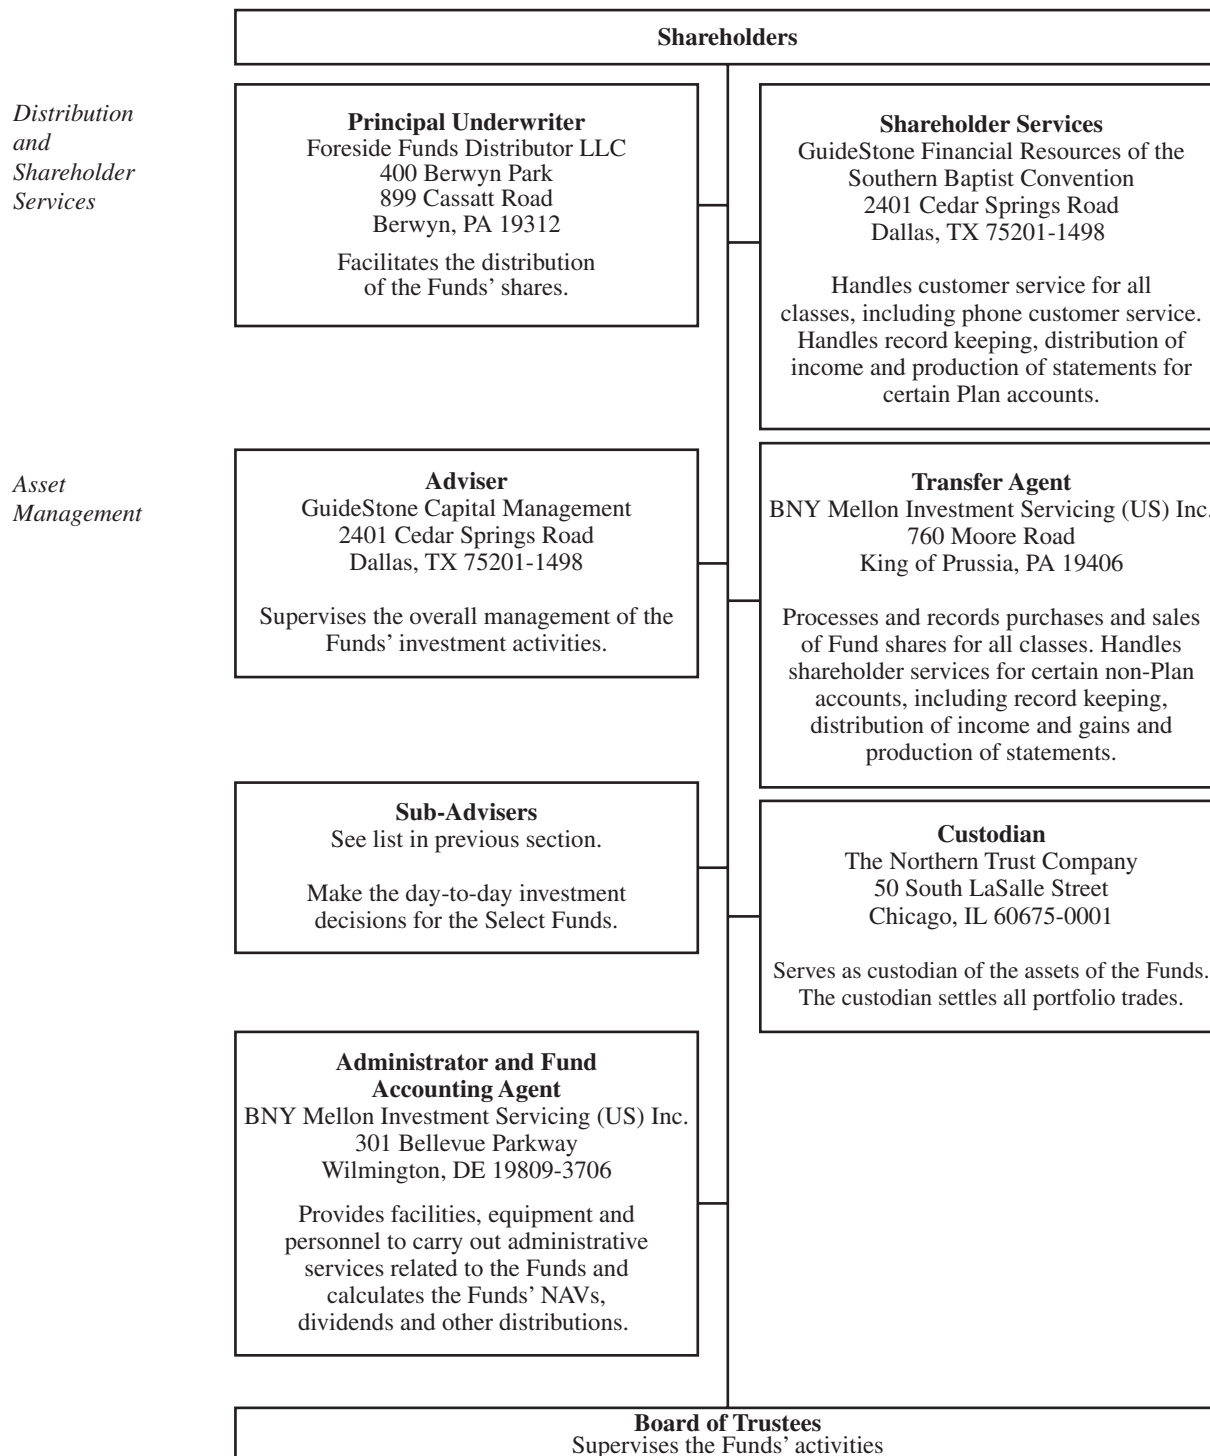 Shareholders
Distribution
and
Shareholder
Services
Principal Underwriter
Foreside Funds Distributor LLC
400 Berwyn Park
899 Cassatt Road
Berwyn, PA 19312
Facilitates the distribution
of the Funds’ shares.
Shareholder Services
GuideStone Financial Resources of the
Southern Baptist Convention
2401 Cedar Springs Road
Dallas, TX 75201-1498
Handles customer service for all
classes, including phone customer service.
Handles record keeping, distribution of
income and production of statements for
certain Plan accounts.
Asset
Management
Adviser
GuideStone Capital Management
2401 Cedar Springs Road
Dallas, TX 75201-1498
Supervises the overall management of the
Funds’ investment activities.
Transfer Agent
BNY Mellon Investment Servicing (US) Inc.
760 Moore Road
King of Prussia, PA 19406
Processes and records purchases and sales
of Fund shares for all classes. Handles
shareholder services for certain non-Plan
accounts, including record keeping,
distribution of income and gains and
production of statements.
Sub-Advisers
See list in previous section.
Make the day-to-day investment
decisions for the Select Funds.
Custodian
The Northern Trust Company
50 South LaSalle Street
Chicago, IL 60675-0001
Serves as custodian of the assets of the Funds.
The custodian settles all portfolio trades.
Administrator and Fund
Accounting Agent
BNY Mellon Investment Servicing (US) Inc.
301 Bellevue Parkway
Wilmington, DE 19809-3706
Provides facilities, equipment and
personnel to carry out administrative
services related to the Funds and
calculates the Funds’ NAVs,
dividends and other distributions.
Board of Trustees
Supervises the Funds’ activities